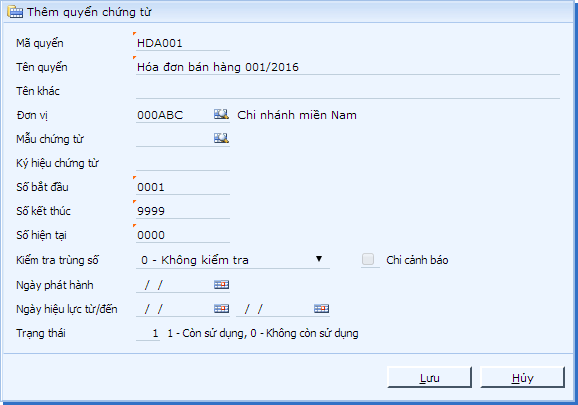 Thêm quyển chứng từ
Mã quyển HDA001
Tên quyển Hóa đơn bán hàng 001/2016
Tên khác
Đơn vị 000ABC Chi nhánh miền Nam
Mẫu chứng từ
Ký hiệu chứng từ
Số bắt đầu 0001
Số kết thúc 9999
Số hiện tại 0000
Kiểm tra trùng số 0 - Không kiểm tra Chỉ cảnh báo
Ngày phát hành / /
Ngày hiệu lực từ/đến / / / /
Trạng thái 1 1 - Còn sử dụng, 0 - Không còn sử dụng
Lưu Hủy